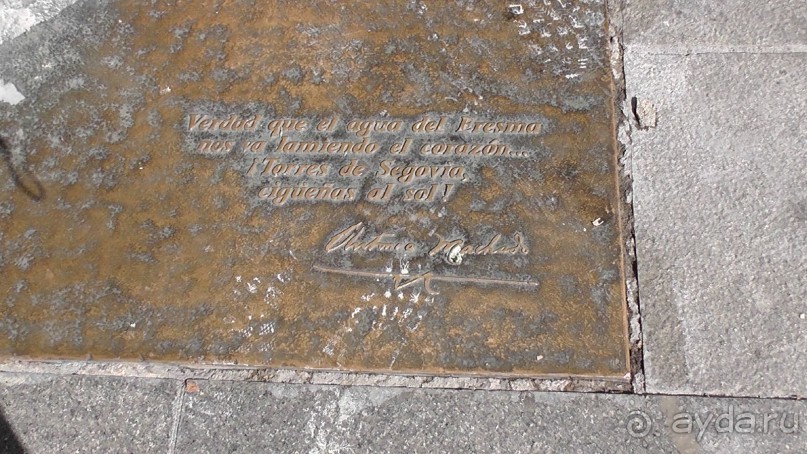 Verdad que el agua del Eresma
nos va lamiendo el corazón...
¡Torres de Segovia,
cigueñas al sol!
Antonio Machado
ayda.ru